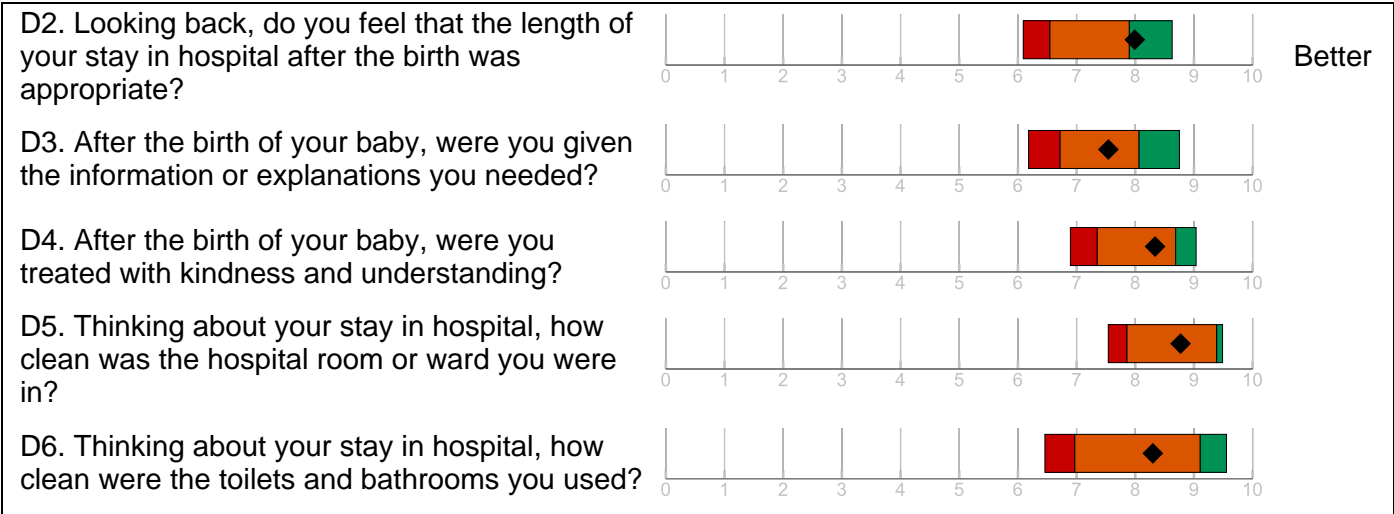 D2. Looking back, do you feel that the length of
your stay in hospital after the birth was
appropriate?
0 1 2 3 4 5 6 7 8 9 10
Better
D3. After the birth of your baby, were you given
the information or explanations you needed?
0 1 2 3 4 5 6 7 8 9 10
D4. After the birth of your baby, were you
treated with kindness and understanding?
0 1 2 3 4 5 6 7 8 9 10
D5. Thinking about your stay in hospital, how
clean was the hospital room or ward you were
in?
0 1 2 3 4 5 6 7 8 9 10
D6. Thinking about your stay in hospital, how
clean were the toilets and bathrooms you used?
0 1 2 3 4 5 6 7 8 9 10